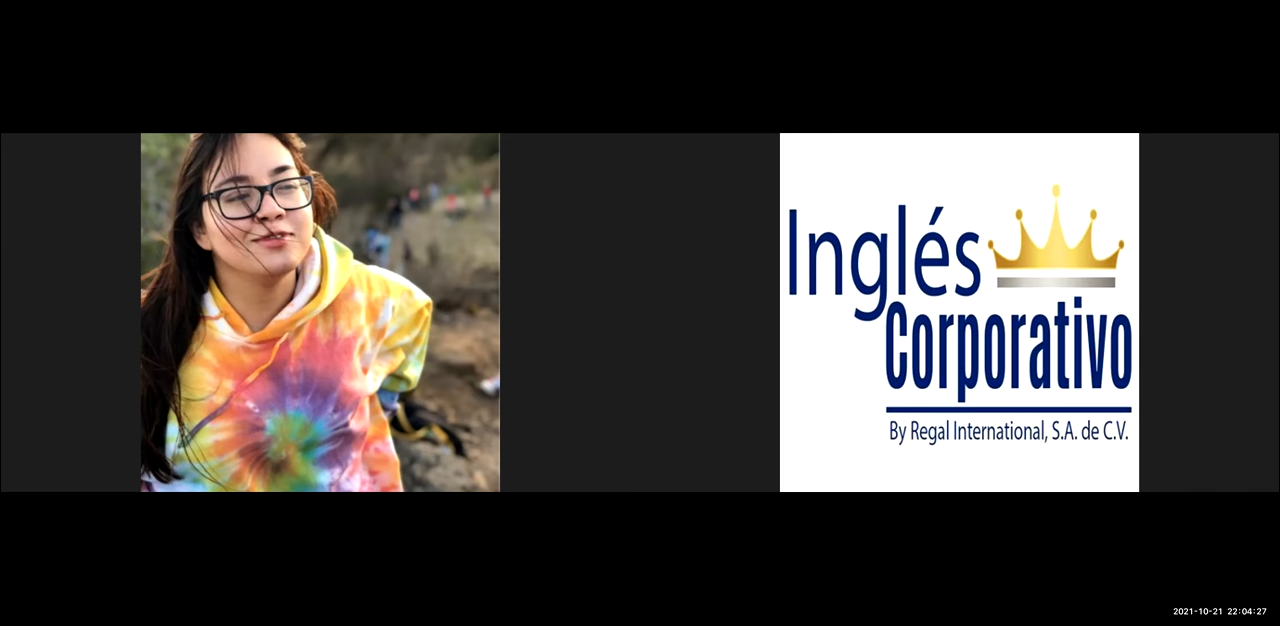 Inglés
Corporativo
By Regal International, S.A. de C.V.
2021-10-21 22:04:27